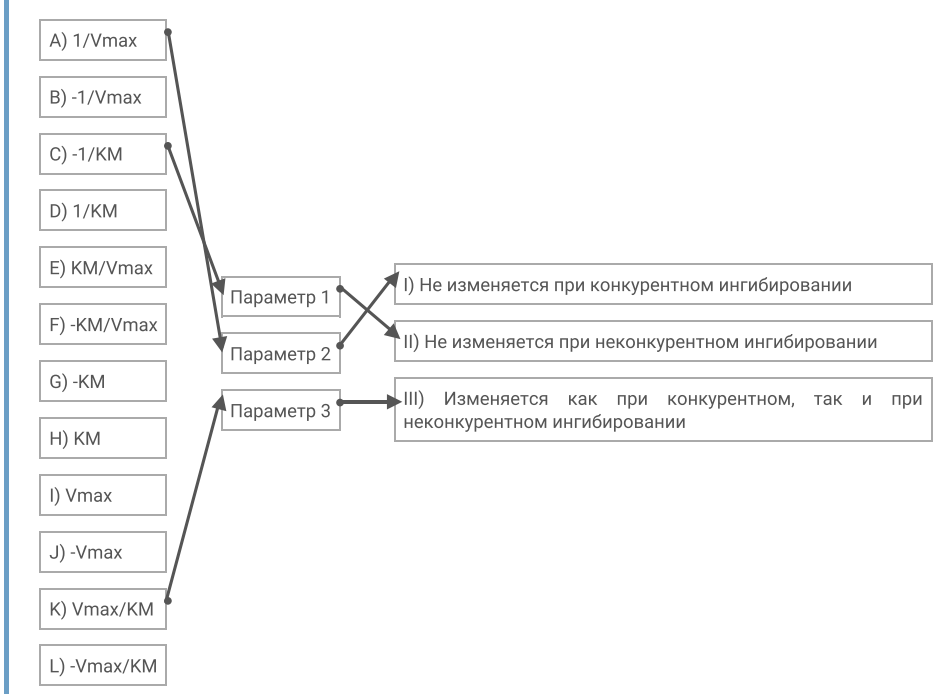 A) 1/Vmax
B) -1/Vmax
C) -1/KM
D) 1/KM
E) KM/Vmax
F) -KM/Vmax
G) -KM
H) KM
I) Vmax
J) -Vmax
K) Vmax/KM
L) -Vmax/KM
Параметр 1
Параметр 2
Параметр 3
I) Не изменяется при конкурентном ингибировании
II) Не изменяется при неконкурентном ингибировании
III) Изменяется как при конкурентном, так и при
неконкурентном ингибировании